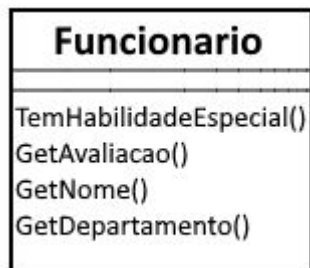 Funcionario
TemHabilidadeEspecial()
GetAvaliacao()
GetNome()
GetDepartamento()